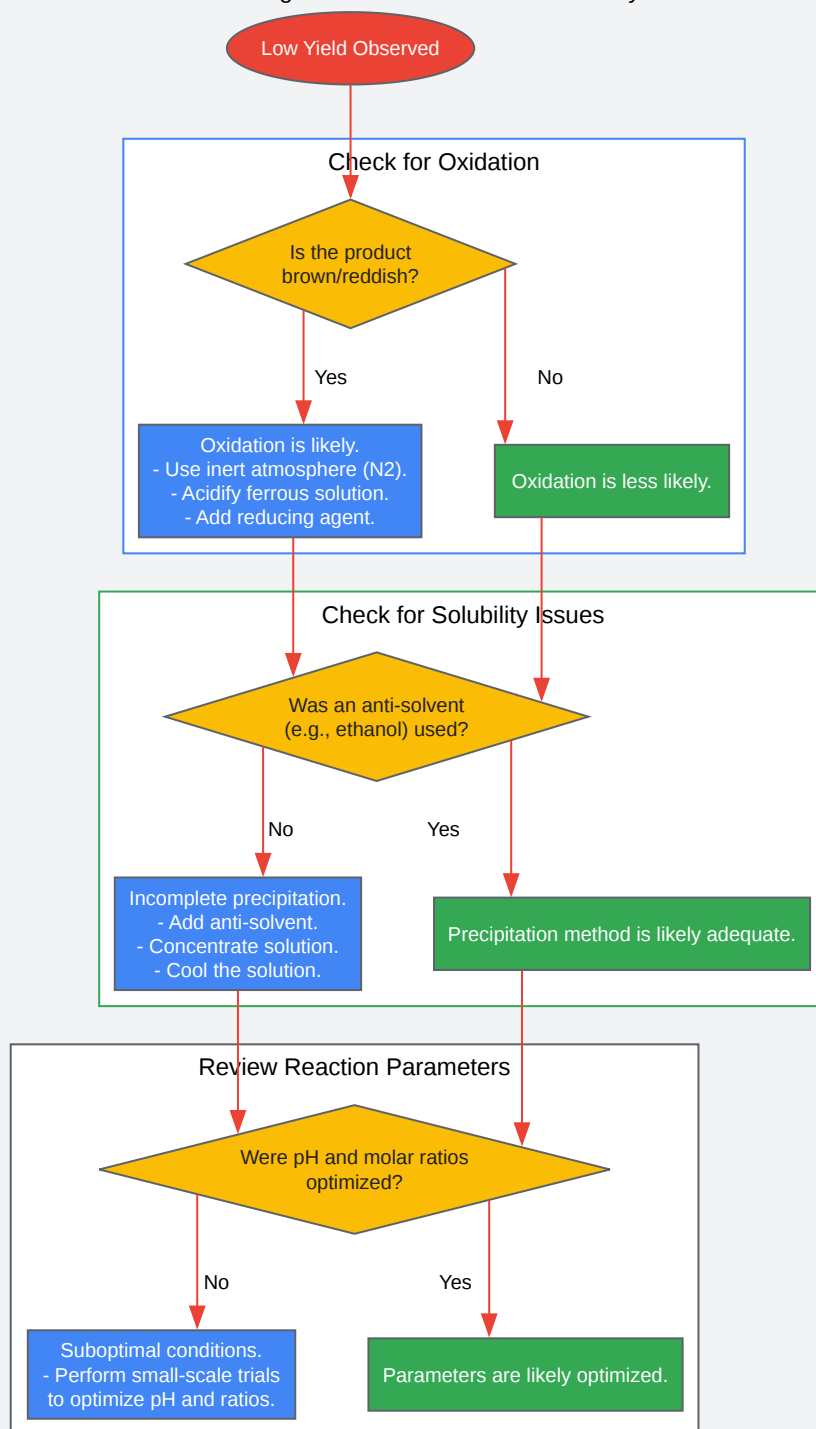 Low Yield Observed
Check for Oxidation
Is the product
brown/reddish?
Yes
No
Oxidation is likely.
- Use inert atmosphere (N2).
- Acidify ferrous solution.
- Add reducing agent.
Oxidation is less likely.
Check for Solubility Issues
Was an anti-solvent
(e.g., ethanol) used?
No
Yes
Incomplete precipitation.
- Add anti-solvent.
- Concentrate solution.
- Cool the solution.
Precipitation method is likely adequate.
Review Reaction Parameters
Were pH and molar ratios
optimized?
No
Yes
Suboptimal conditions.
- Perform small-scale trials
to optimize pH and ratios.
Parameters are likely optimized.